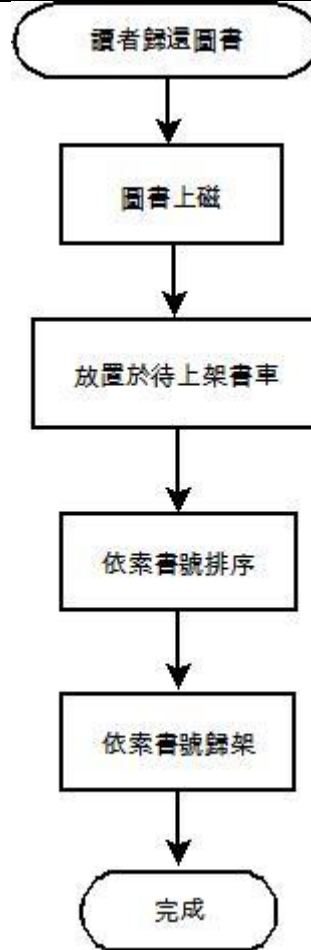 讀者歸還圖書
圖書上磁
放置於待上架書車
依索書號排序
依索書號歸架
完成